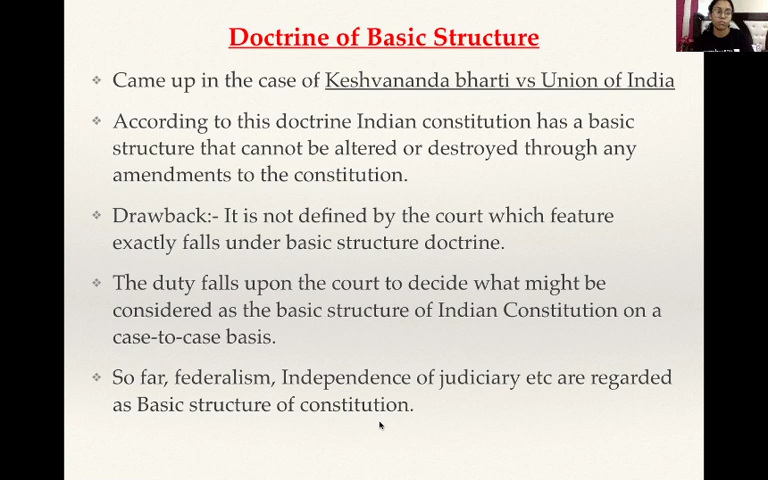 Doctrine of Basic Structure
Came up in the case of Keshvananda bharti vs Union of India
According to this doctrine Indian constitution has a basic
structure that cannot be altered or destroyed through any
amendments to the constitution.
Drawback:- It is not defined by the court which feature
exactly falls under basic structure doctrine.
The duty falls upon the court to decide what might be
considered as the basic structure of Indian Constitution on a
case-to-case basis.
So far, federalism, Independence of judiciary etc are regarded
as Basic structure of constitution.